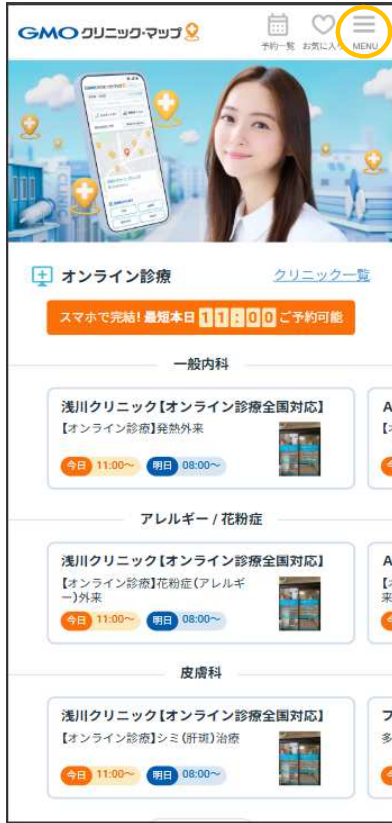 GMO クリニック・マップ
予約一覧 お気に入り MENU
オンライン診療 クリニック一覧
スマホで完結!最短本日11:00ご予約可能
一般内科
浅川クリニック【オンライン診療全国対応】
【オンライン診療】発熱外来
今日 11:00~ 明日 08:00~
アレルギー / 花粉症
浅川クリニック【オンライン診療全国対応】
【オンライン診療】花粉症(アレルギ
ー)外来
今日 11:00~ 明日 08:00~
皮膚科
浅川クリニック【オンライン診療全国対応】
【オンライン診療】シミ(肝斑)治療
今日 11:00~ 明日 08:00~